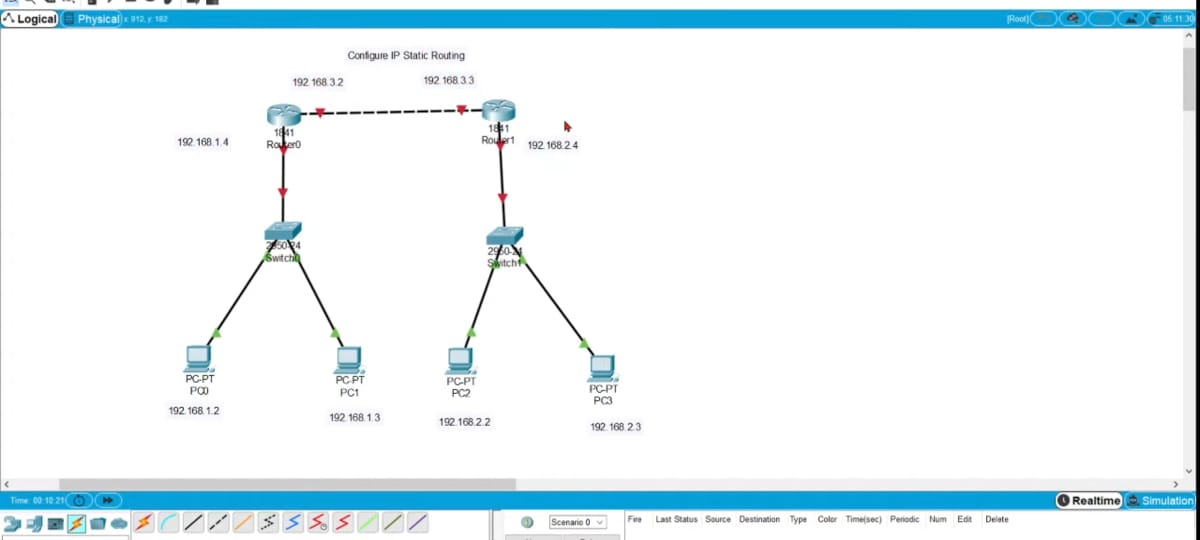 Logical Physical x: 912, y: 182 [Root] 05:11:30
Configure IP Static Routing
192.168.3.2 192.168.3.3
1841 1841
Router0 Router1
192.168.1.4 192.168.2.4
2950-24 2950-24
Switch0 Switch1
PC-PT PC-PT PC-PT PC-PT
PC0 PC1 PC2 PC3
192.168.1.2 192.168.1.3 192.168.2.2 192.168.2.3
Time: 00:10:21 Realtime Simulation
Scenario 0 Fire Last Status Source Destination Type Color Time(sec) Periodic Num Edit Delete